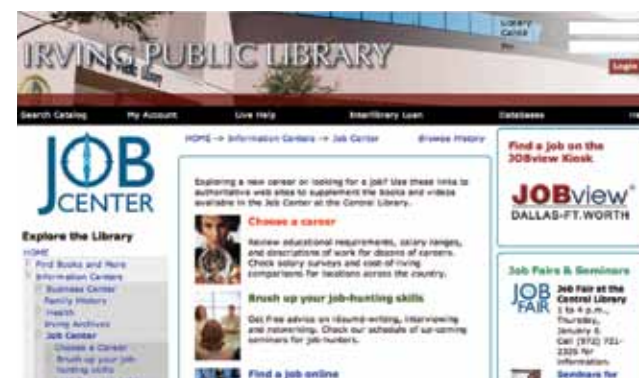 IRVING PUBLIC LIBRARY
Library
Card#
Pin
Login
Search Catalog My Account Live Help Interlibrary Loan Databases
HOME -> Information Centers -> Job Center Browse History
JOB
CENTER
Explore the Library
HOME
Find Books and More
Information Centers
Business Center
Family History
Health
Irving Archives
Job Center
Choose a Career
Brush up your job-
hunting skills
Exploring a new career or looking for a job? Use these links to
authoritative web sites to supplement the books and videos
available in the Job Center at the Central Library.
Choose a career
Review educational requirements, salary ranges,
and descriptions of work for dozens of careers.
Check salary surveys and cost-of-living
comparisons for locations across the country.
Brush up your job-hunting skills
Get free advice on résumé-writing, interviewing
and networking. Check our schedule of upcoming
seminars for job-hunters.
Find a job online
Find a job on the
JOBview Kiosk
JOBview
DALLAS-FT.WORTH
Job Fairs & Seminars
JOB
FAIR
Job Fair at the
Central Library
1 to 4 p.m.,
Thursday,
January
Call (972) 721-
for
information.
Seminars for